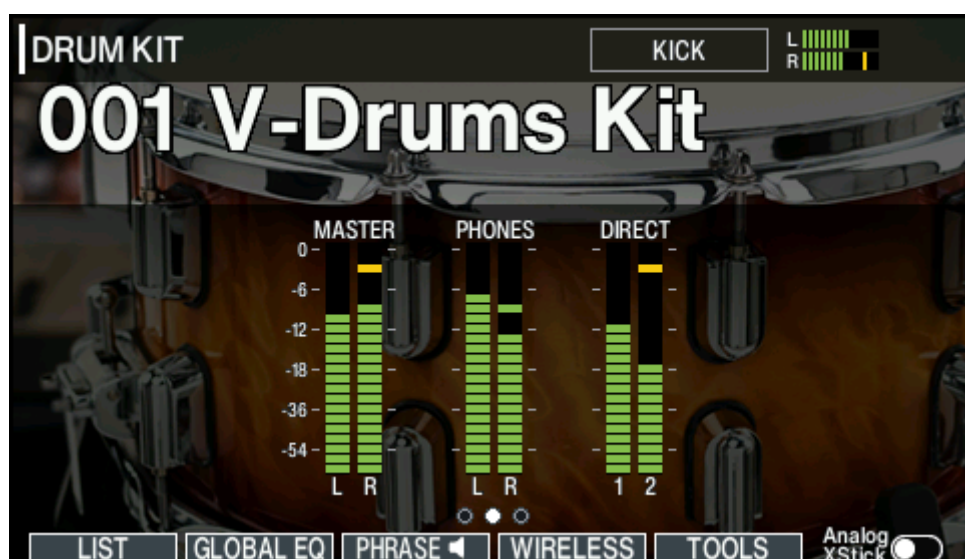 DRUM KIT
KICK
L
R
001 V-Drums Kit
MASTER PHONES DIRECT
0
-6
-12
-18
-36
-54
L R L R 1 2
LIST GLOBAL EQ PHRASE WIRELESS TOOLS Analog
XStick